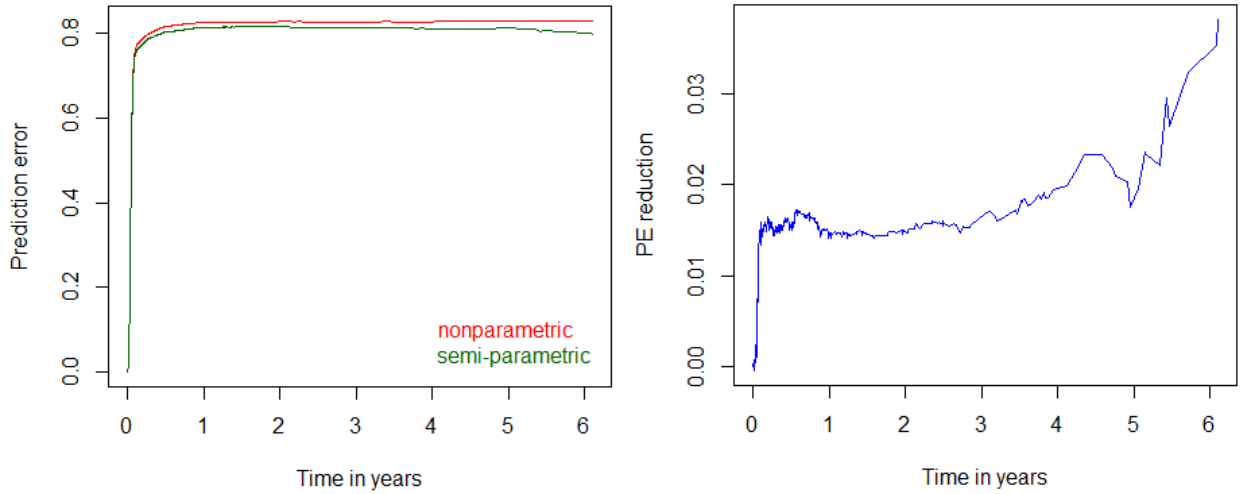 Prediction error
0.0 0.2 0.4 0.6 0.8
nonparametric
semi-parametric
0 1 2 3 4 5 6
Time in years
PE reduction
0.00 0.01 0.02 0.03
0 1 2 3 4 5 6
Time in years